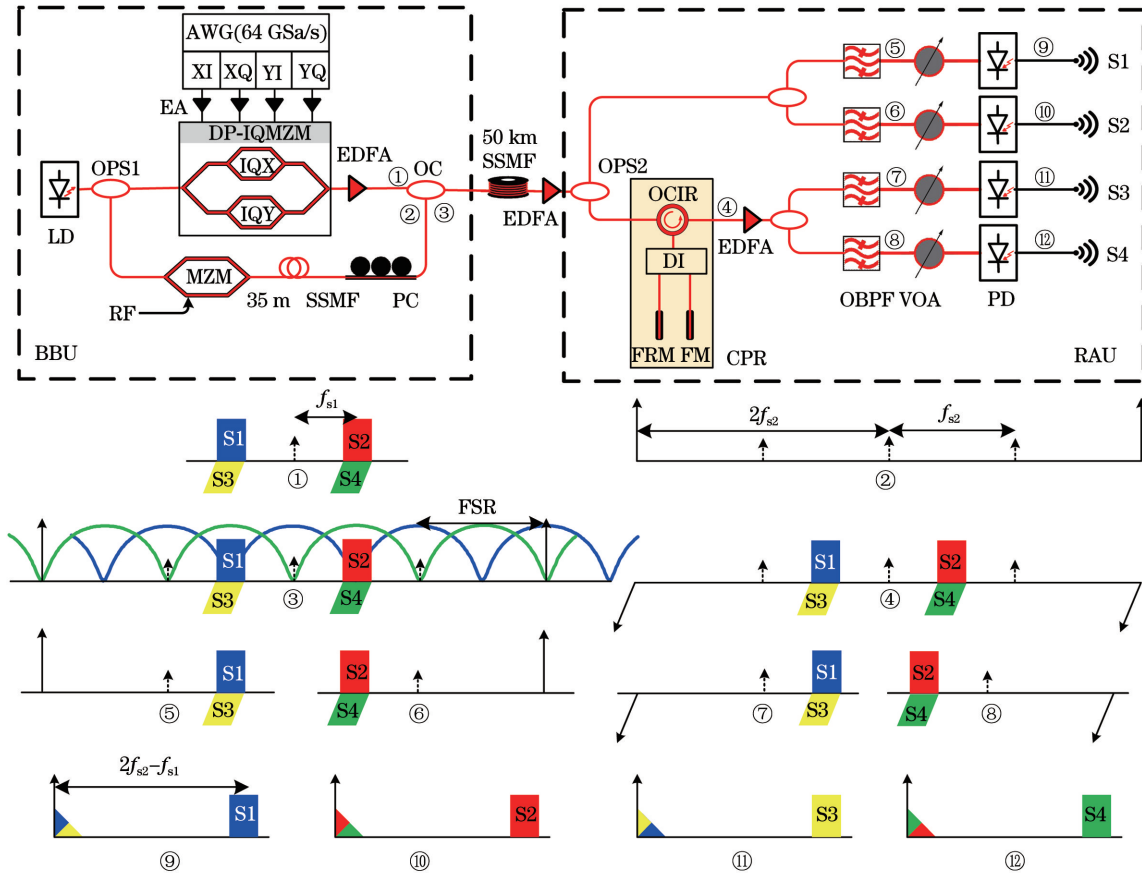 AWG(64 GSa/s)
XI XQ YI YQ
EA
DP-IQMZM
IQX
IQY
OPS1
LD
EDFA
①
OC
②
③
MZM
RF
35 m
SSMF
PC
BBU
50 km
SSMF
EDFA
OPS2
OCIR
④
EDFA
DI
FRM FM
CPR
⑤
⑥
⑦
⑧
OBPF VOA
PD
⑨
⑩
⑪
⑫
S1
S2
S3
S4
RAU
fs1
S1
S2
S3
①
S4
2fs2
fs2
②
FSR
S1
S2
S3
③
S4
S1
S2
S3
④
S4
S1
S2
⑤
S3
S4
⑥
S1
S2
⑦
S3
S4
⑧
2fs2−fs1
S1
⑨
S2
⑩
S3
⑪
S4
⑫